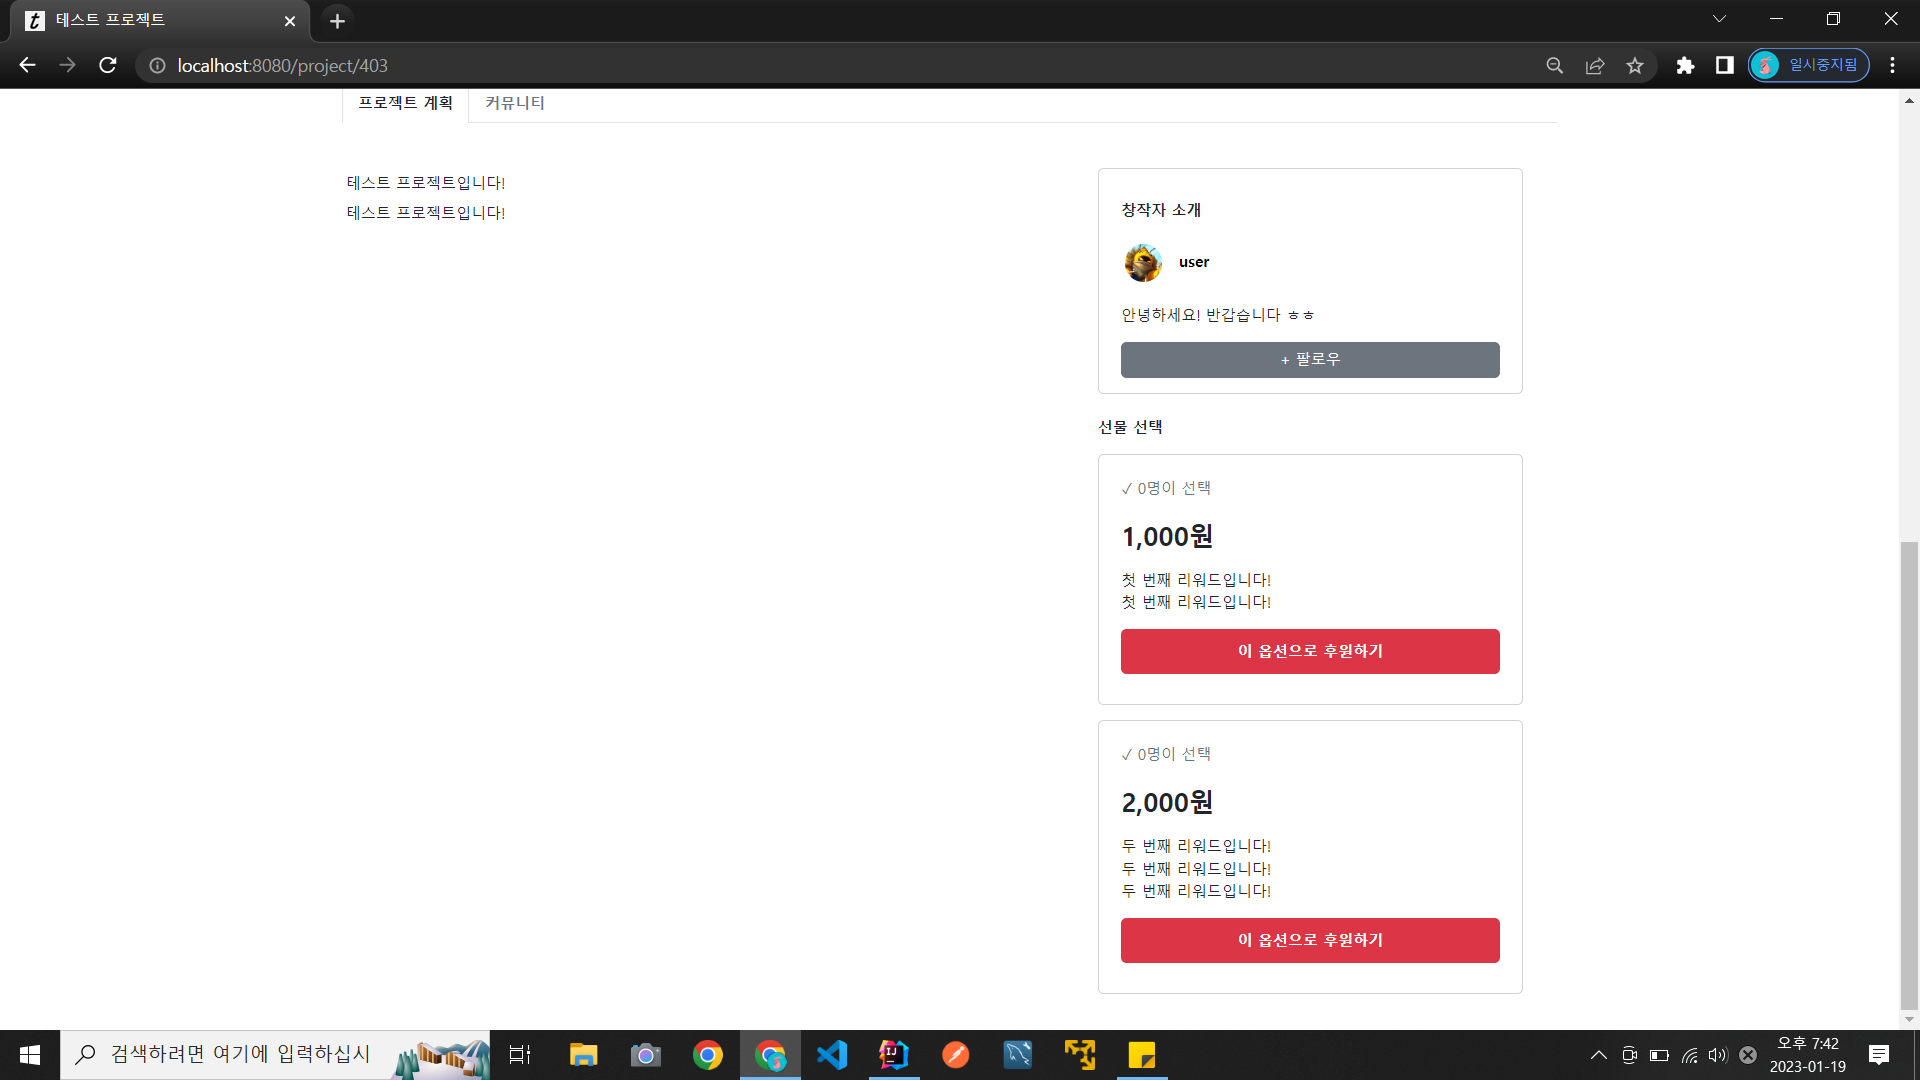 테스트 프로젝트
localhost:8080/project/403
일시중지됨
프로젝트 계획
커뮤니티
테스트 프로젝트입니다!
테스트 프로젝트입니다!
창작자 소개
user
안녕하세요! 반갑습니다 ㅎㅎ
+ 팔로우
선물 선택
✓ 0명이 선택
1,000원
첫 번째 리워드입니다!
첫 번째 리워드입니다!
이 옵션으로 후원하기
✓ 0명이 선택
2,000원
두 번째 리워드입니다!
두 번째 리워드입니다!
두 번째 리워드입니다!
이 옵션으로 후원하기
검색하려면 여기에 입력하십시
오후 7:42
2023-01-19